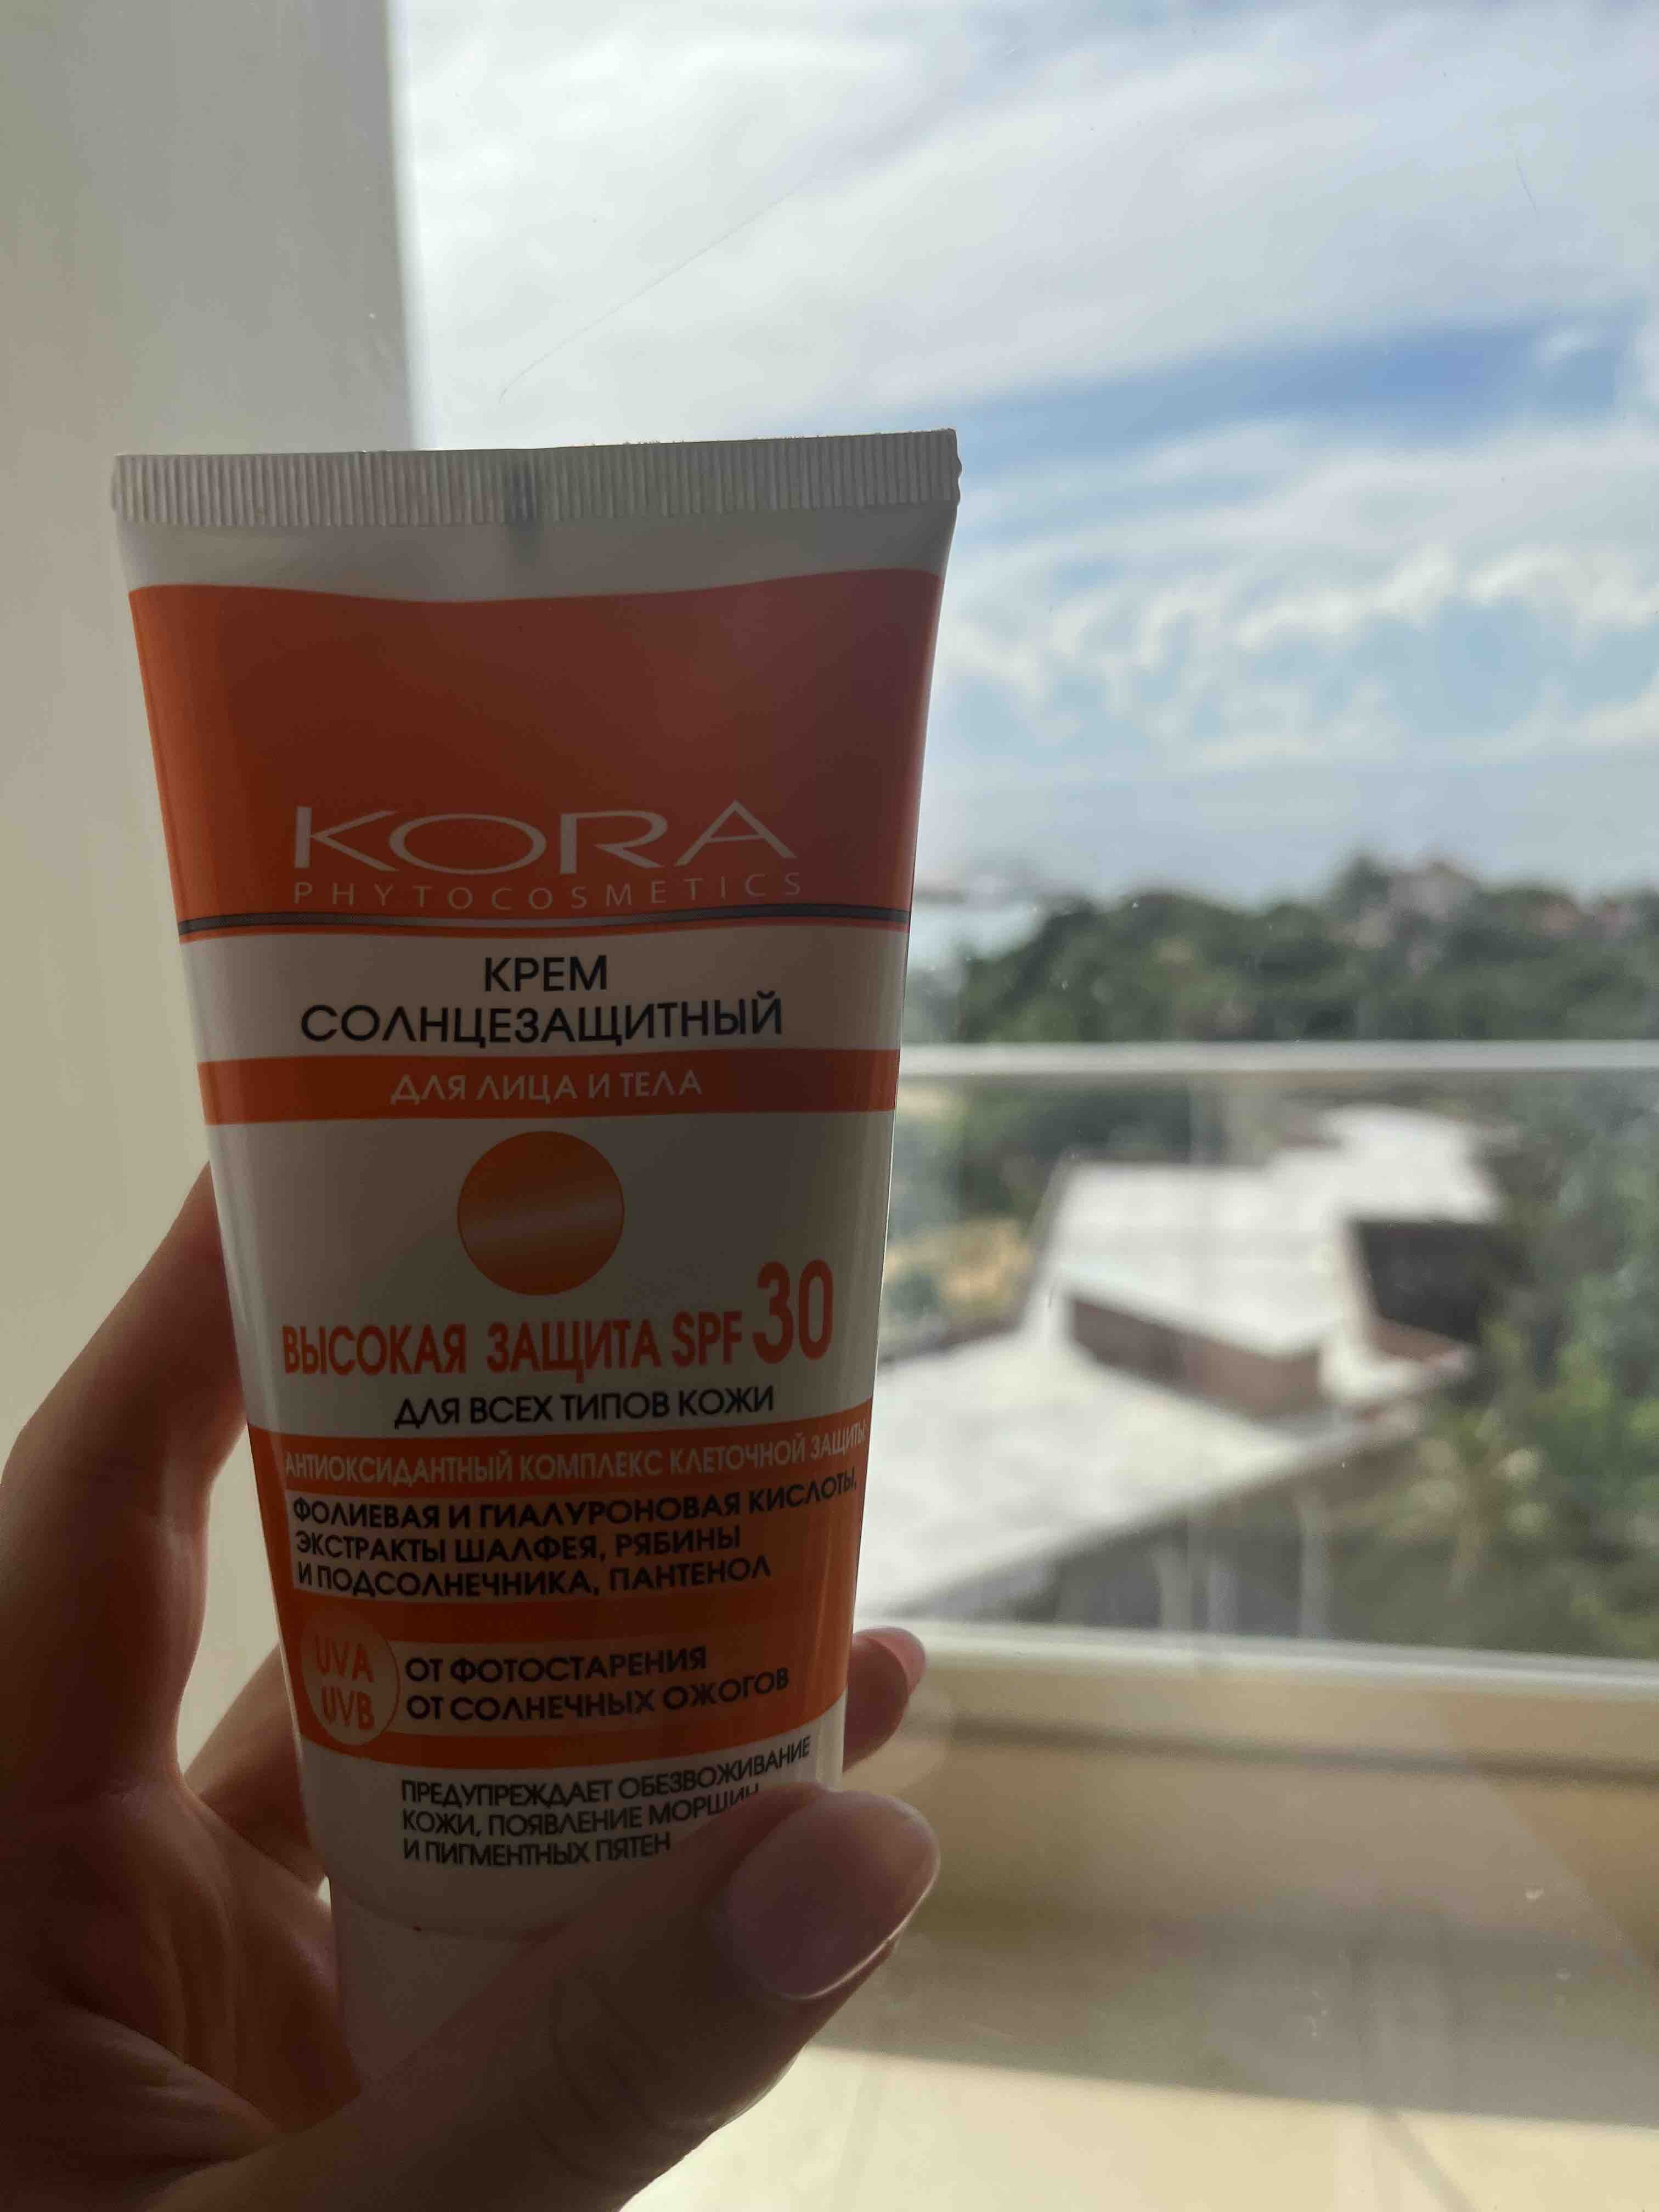 KORA
PHYTOCOSMETICS
КРЕМ
СОЛНЦЕЗАЩИТНЫЙ
ДЛЯ ЛИЦА И ТЕЛА
ВЫСОКАЯ ЗАЩИТА SPF 30
ДЛЯ ВСЕХ ТИПОВ КОЖИ
АНТИОКСИДАНТНЫЙ КОМПЛЕКС КЛЕТОЧНОЙ ЗАЩИТЫ:
ФОЛИЕВАЯ И ГИАЛУРОНОВАЯ КИСЛОТЫ,
ЭКСТРАКТЫ ШАЛФЕЯ, РЯБИНЫ
И ПОДСОЛНЕЧНИКА, ПАНТЕНОЛ
UVA ОТ ФОТОСТАРЕНИЯ
UVB ОТ СОЛНЕЧНЫХ ОЖОГОВ
ПРЕДУПРЕЖДАЕТ ОБЕЗВОЖИВАНИЕ
КОЖИ, ПОЯВЛЕНИЕ МОРЩИН
И ПИГМЕНТНЫХ ПЯТЕН